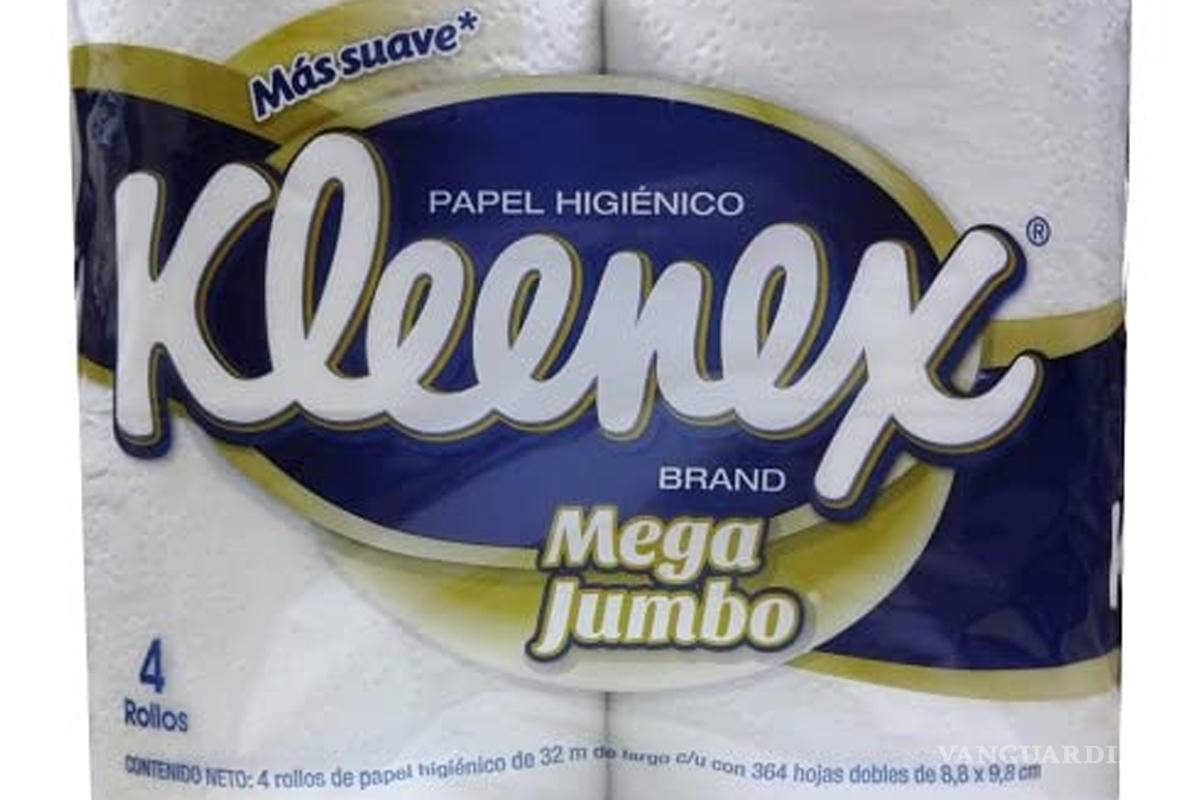 Más suave*
PAPEL HIGIÉNICO
Kleenex®
BRAND
Mega
Jumbo
4
Rollos
CONTENIDO NETO: 4 rollos de papel higiénico de 32 m de largo c/u con 364 hojas dobles de 8,8 x 9,8 cm
VANGUARDI